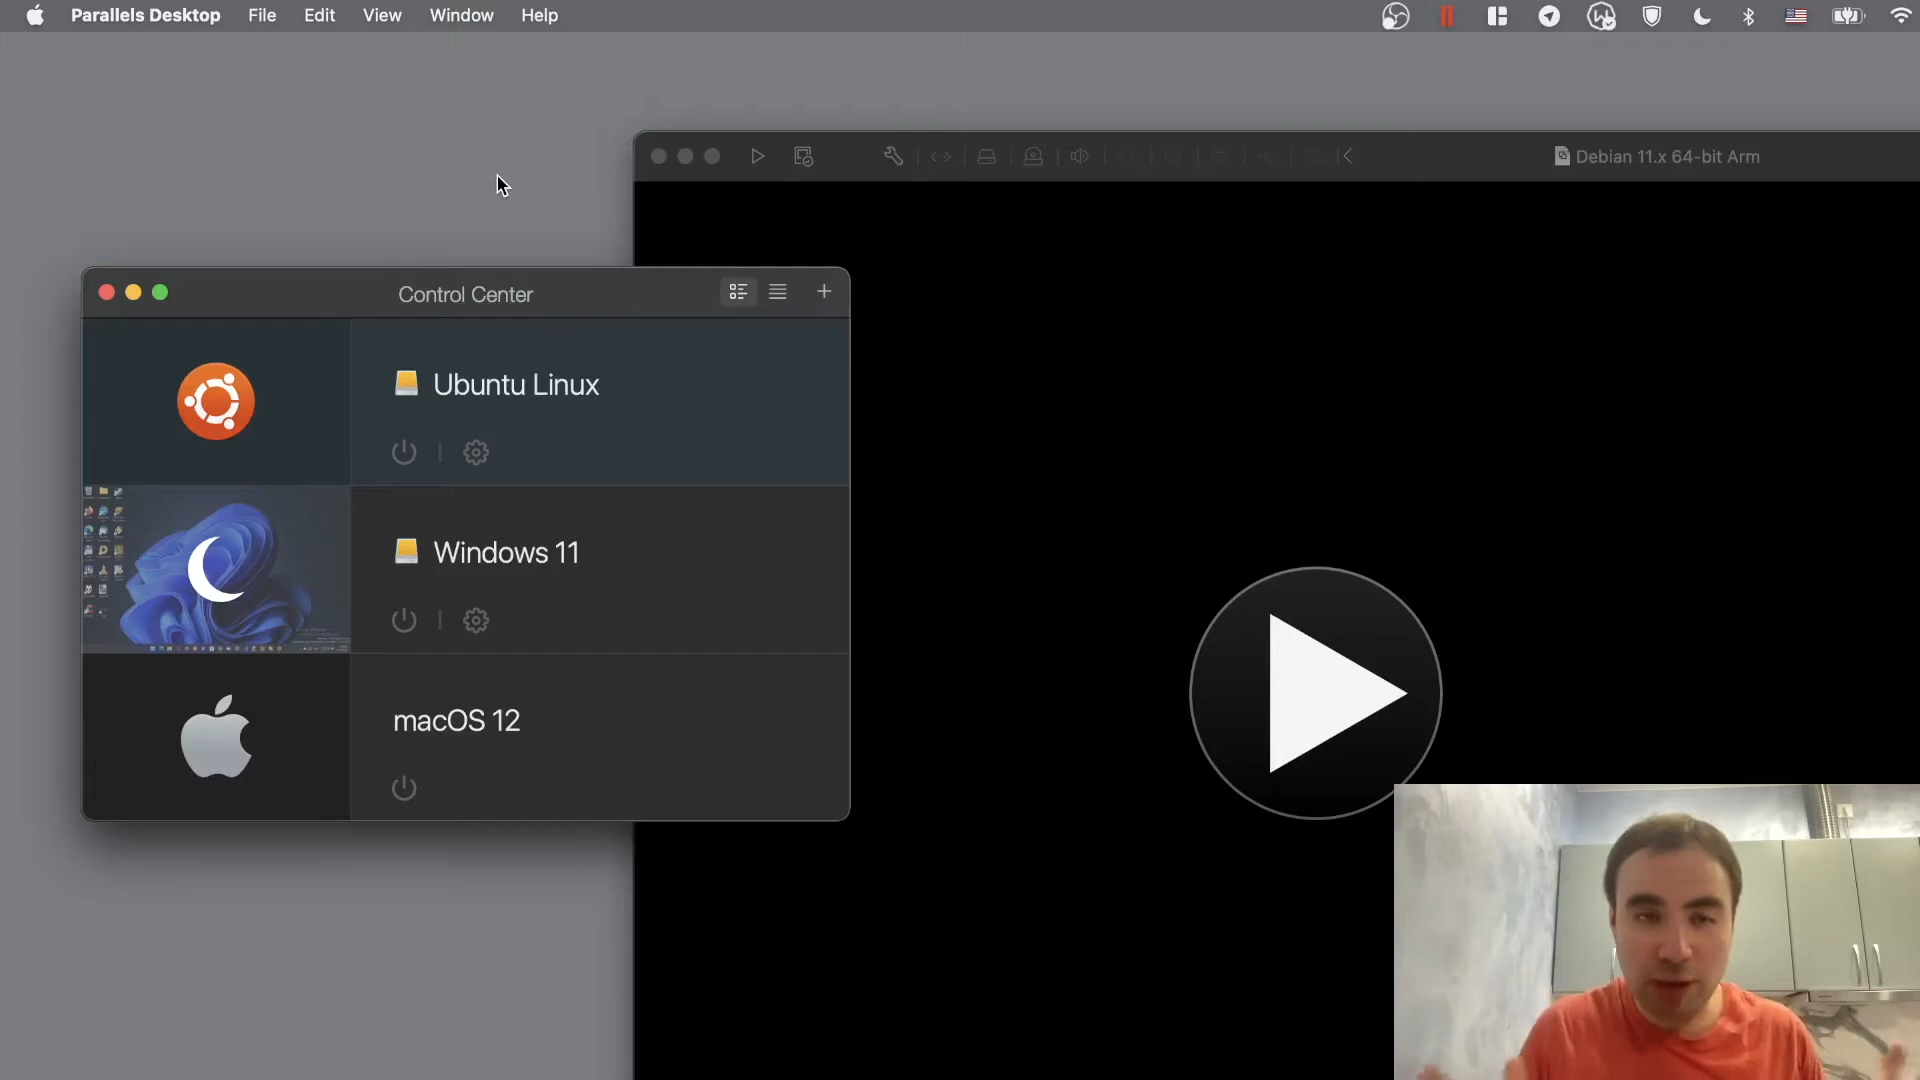 Parallels Desktop File Edit View Window Help
Debian 11.x 64-bit Arm
Control Center
Ubuntu Linux
Windows 11
macOS 12